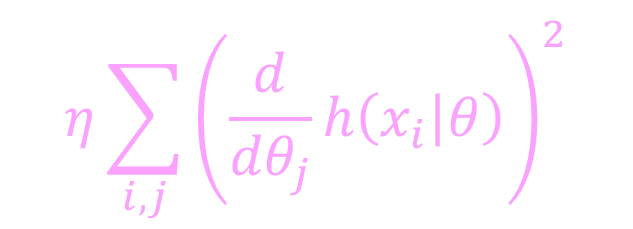 η ∑_{i,j} (d/dθ_j h(x_i|θ))^2